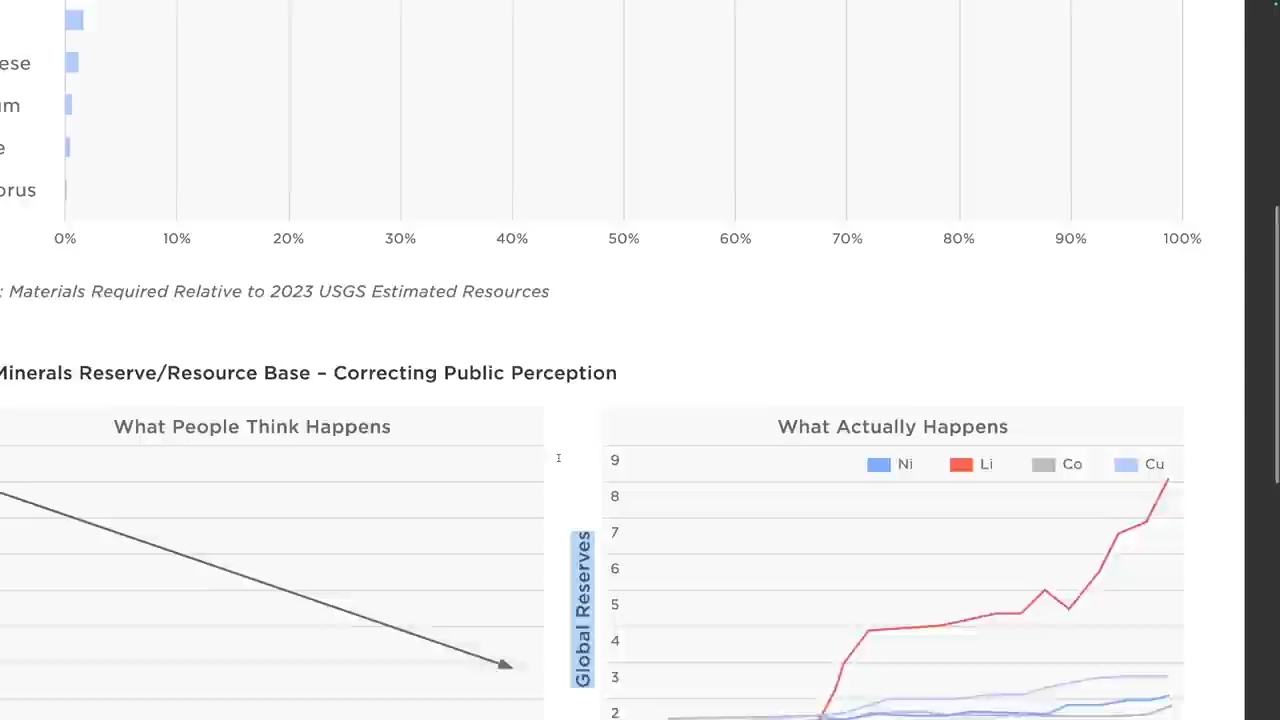 ese
um
e
orus
0% 10% 20% 30% 40% 50% 60% 70% 80% 90% 100%
: Materials Required Relative to 2023 USGS Estimated Resources
Minerals Reserve/Resource Base – Correcting Public Perception
What People Think Happens
What Actually Happens
Ni Li Co Cu
Global Reserves
9
8
7
6
5
4
3
2